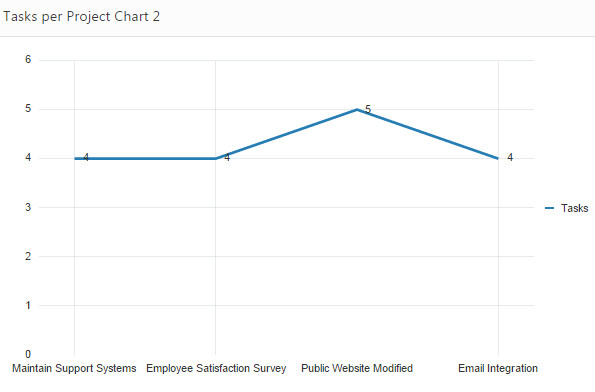 Tasks per Project Chart 2
6
5
4
3
2
1
0
4
4
5
4
Maintain Support Systems
Employee Satisfaction Survey
Public Website Modified
Email Integration
Tasks